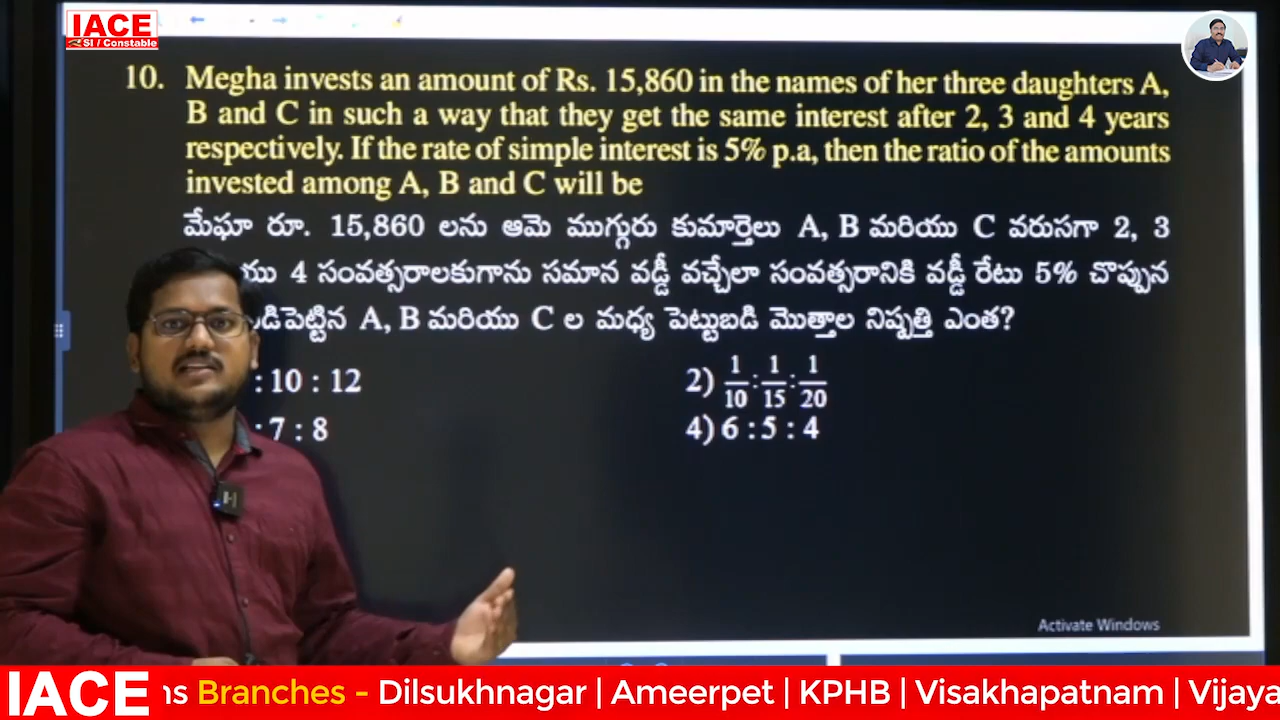 IACE
SI / Constable
10. Megha invests an amount of Rs. 15,860 in the names of her three daughters A,
B and C in such a way that they get the same interest after 2, 3 and 4 years
respectively. If the rate of simple interest is 5% p.a, then the ratio of the amounts
invested among A, B and C will be
మేఘా రూ. 15,860 లను ఆమె ముగ్గురు కుమార్తెలు A, B మరియు C వరుసగా 2, 3
యు 4 సంవత్సరాలకుగాను సమాన వడ్డీ వచ్చేలా సంవత్సరానికి వడ్డీ రేటు 5% చొప్పున
డిపెట్టిన A, B మరియు C ల మధ్య పెట్టుబడి మొత్తాల నిష్పత్తి ఎంత?
: 10 : 12 2) 1/10 : 1/15 : 1/20
: 7 : 8 4) 6 : 5 : 4
Activate Windows
IACE ns Branches - Dilsukhnagar | Ameerpet | KPHB | Visakhapatnam | Vijaya